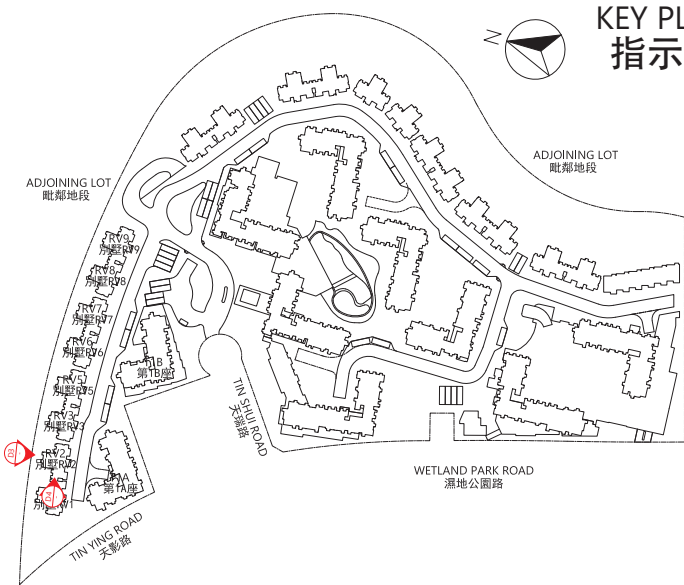 KEY PL
指示
N
ADJOINING LOT
毗鄰地段
ADJOINING LOT
毗鄰地段
RV9
別墅RV9
RV8
別墅RV8
RV7
別墅RV7
RV6
別墅RV6
RV5
別墅RV5
RV3
別墅RV3
RV2
別墅RV2
D3
D4
第1B座
第1A座
TIN SHUI ROAD
天瑞路
WETLAND PARK ROAD
濕地公園路
TIN YING ROAD
天影路